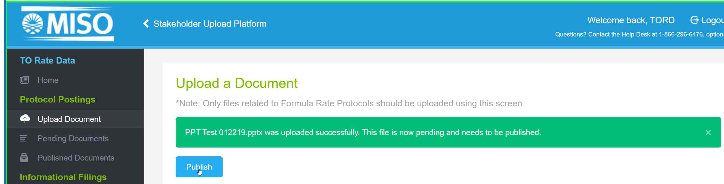 MISO
Stakeholder Upload Platform
Welcome back, TORD
Logou
Questions? Contact the Help Desk at 1-866-296-6476, option
TO Rate Data
Home
Protocol Postings
Upload Document
Pending Documents
Published Documents
Informational Filings
Upload a Document
*Note: Only files related to Formula Rate Protocols should be uploaded using this screen
PPT Test 012219.pptx was uploaded successfully. This file is now pending and needs to be published.
Publish